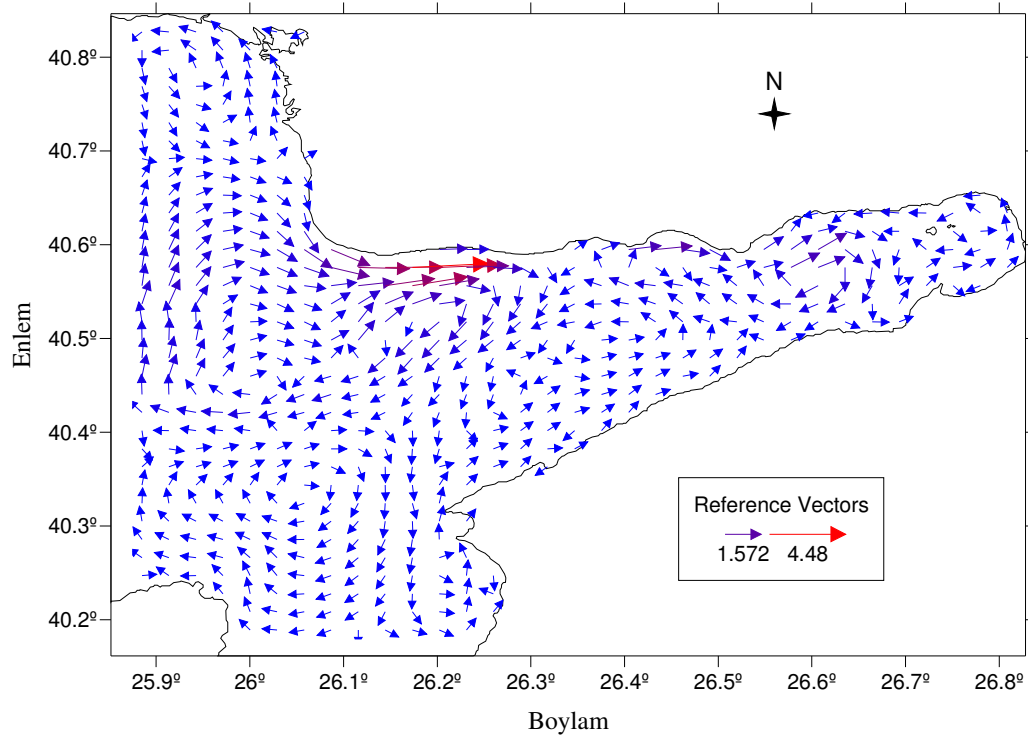 40.8º
40.7º
40.6º
40.5º
40.4º
40.3º
40.2º
Enlem
N
Reference Vectors
1.572 4.48
25.9º 26º 26.1º 26.2º 26.3º 26.4º 26.5º 26.6º 26.7º 26.8º
Boylam